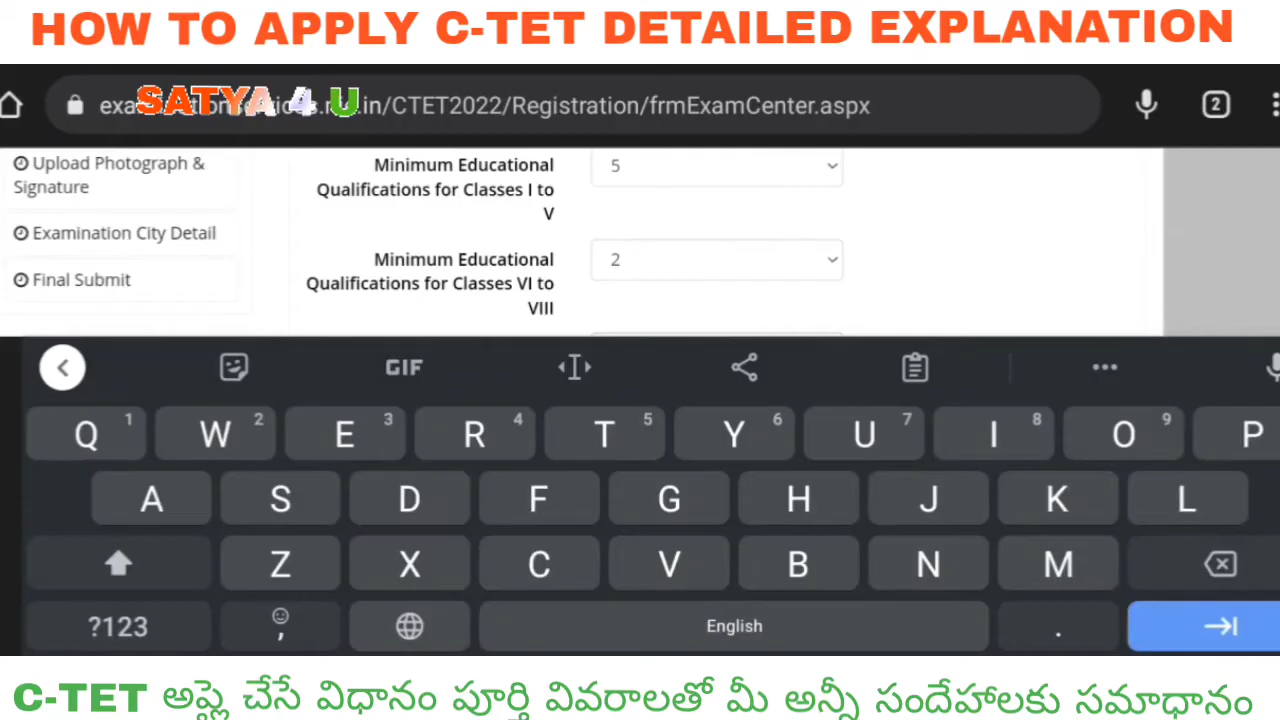 HOW TO APPLY C-TET DETAILED EXPLANATION
SATYA 4 U
.in/CTET2022/Registration/frmExamCenter.aspx
2
Upload Photograph &
Signature
Examination City Detail
Final Submit
Minimum Educational
Qualifications for Classes I to
V
5
Minimum Educational
Qualifications for Classes VI to
VIII
2
GIF
Q 1 W 2 E 3 R 4 T 5 Y 6 U 7 I 8 O 9 P
A S D F G H J K L
Z X C V B N M
?123 , English .
C-TET అప్లై చేసే విధానం పూర్తి వివరాలతో మీ అన్నీ సందేహాలకు సమాధానం